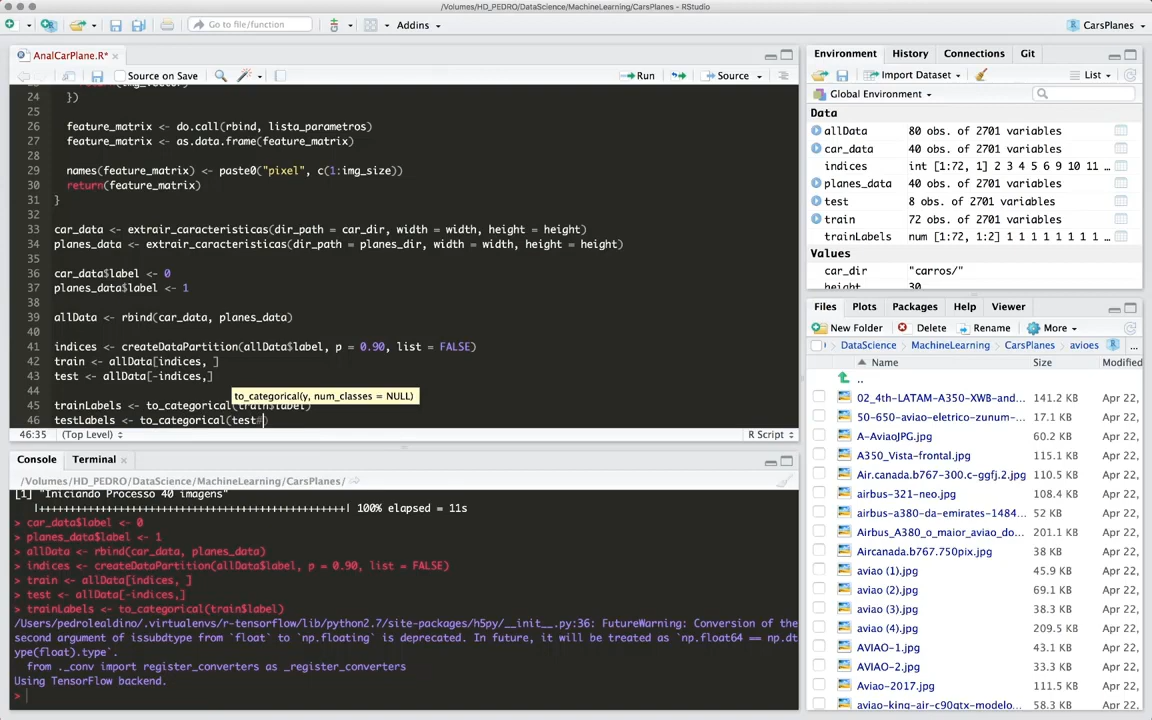 /Volumes/HD_PEDRO/DataScience/MachineLearning/CarsPlanes - RStudio
Go to file/function
Addins
CarsPlanes
AnalCarPlane.R*
Source on Save
Run
Source
24 })
25
26 feature_matrix <- do.call(rbind, lista_parametros)
27 feature_matrix <- as.data.frame(feature_matrix)
28
29 names(feature_matrix) <- paste0("pixel", c(1:img_size))
30 return(feature_matrix)
31 }
32
33 car_data <- extrair_caracteristicas(dir_path = car_dir, width = width, height = height)
34 planes_data <- extrair_caracteristicas(dir_path = planes_dir, width = width, height = height)
35
36 car_data$label <- 0
37 planes_data$label <- 1
38
39 allData <- rbind(car_data, planes_data)
40
41 indices <- createDataPartition(allData$label, p = 0.90, list = FALSE)
42 train <- allData[indices, ]
43 test <- allData[-indices,]
44
to_categorical(y, num_classes = NULL)
45 trainLabels <- to_categorical(train$label)
46 testLabels <- to_categorical(test
46:35 (Top Level) R Script
Console Terminal
/Volumes/HD_PEDRO/DataScience/MachineLearning/CarsPlanes/
[1] "Iniciando Processo 40 imagens"
|++++++++++++++++++++++++++++++++++++++++++++++++++| 100% elapsed = 11s
> car_data$label <- 0
> planes_data$label <- 1
> allData <- rbind(car_data, planes_data)
> indices <- createDataPartition(allData$label, p = 0.90, list = FALSE)
> train <- allData[indices, ]
> test <- allData[-indices,]
> trainLabels <- to_categorical(train$label)
/Users/pedrolealdino/.virtualenvs/r-tensorflow/lib/python2.7/site-packages/h5py/__init__.py:36: FutureWarning: Conversion of the
second argument of issubdtype from `float` to `np.floating` is deprecated. In future, it will be treated as `np.float64 == np.dt
ype(float).type`.
from ._conv import register_converters as _register_converters
Using TensorFlow backend.
>
Environment History Connections Git
Import Dataset List
Global Environment
Data
allData 80 obs. of 2701 variables
car_data 40 obs. of 2701 variables
indices int [1:72, 1] 2 3 4 5 6 7 9 10 11 …
planes_data 40 obs. of 2701 variables
test 8 obs. of 2701 variables
train 72 obs. of 2701 variables
trainLabels num [1:72, 1:2] 1 1 1 1 1 1 1 1 …
Values
car_dir "carros/"
height 30
Files Plots Packages Help Viewer
New Folder Delete Rename More
DataScience MachineLearning CarsPlanes avioes ...
Name Size Modified
..
02_4th-LATAM-A350-XWB-and... 141.2 KB Apr 22,
50-650-aviao-eletrico-zunum-... 17.1 KB Apr 22,
A-AviaoJPG.jpg 60.2 KB Apr 22,
A350_Vista-frontal.jpg 115.1 KB Apr 22,
Air.canada.b767-300.c-ggfj.2.jpg 110.5 KB Apr 22,
airbus-321-neo.jpg 108.4 KB Apr 22,
airbus-a380-da-emirates-1484... 52 KB Apr 22,
Airbus_A380_o_maior_aviao_do... 201.1 KB Apr 22,
Aircanada.b767.750pix.jpg 38 KB Apr 22,
aviao (1).jpg 45.9 KB Apr 22,
aviao (2).jpg 69.1 KB Apr 22,
aviao (3).jpg 38.3 KB Apr 22,
aviao (4).jpg 209.5 KB Apr 22,
AVIAO-1.jpg 43.1 KB Apr 22,
AVIAO-2.jpg 33.3 KB Apr 22,
Aviao-2017.jpg 111.5 KB Apr 22,
aviao-king-air-c90gtx-modelo... 58.3 KB Apr 22,